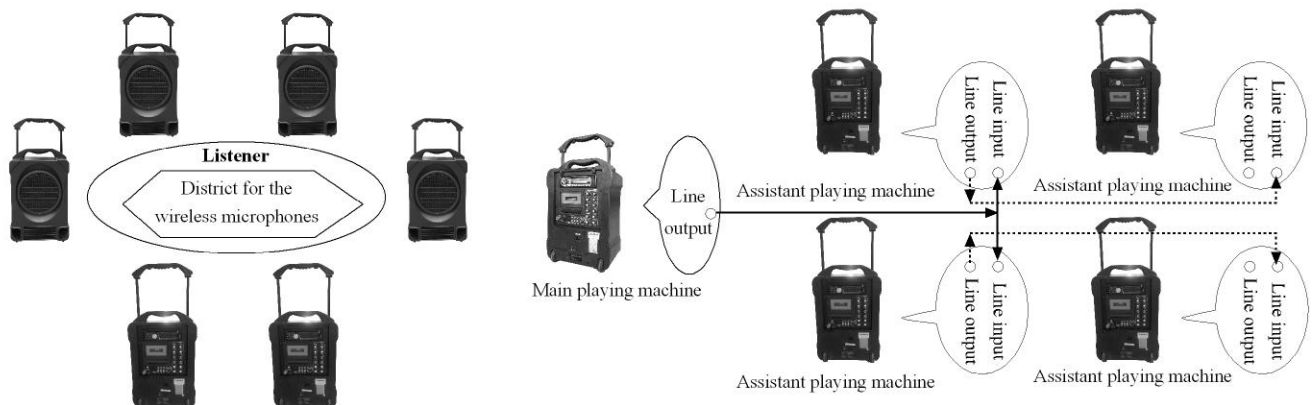 Listener
District for the
wireless microphones
Main playing machine
Line
output
Line output
Line input
Assistant playing machine
Line output
Line input
Assistant playing machine
Line output
Line input
Assistant playing machine
Line output
Line input
Assistant playing machine